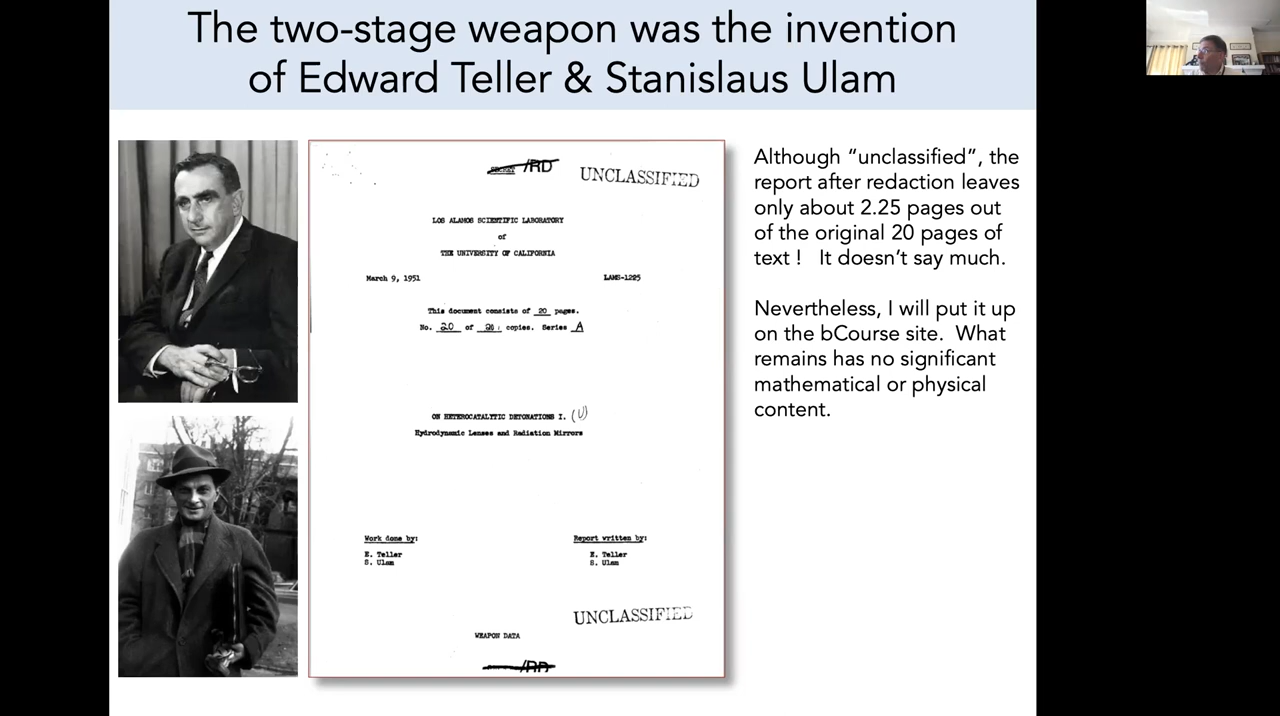 The two-stage weapon was the invention
of Edward Teller & Stanislaus Ulam
SECRET/RD
UNCLASSIFIED
LOS ALAMOS SCIENTIFIC LABORATORY
of
THE UNIVERSITY OF CALIFORNIA
March 9, 1951
LAMS-1225
This document consists of 20 pages.
No. 20 of copies. Series A
ON HETEROCATALYTIC DETONATIONS I. (U)
Hydrodynamic Lenses and Radiation Mirrors
Work done by:
E. Teller
S. Ulam
Report written by:
E. Teller
S. Ulam
UNCLASSIFIED
WEAPON DATA
/RD
Although “unclassified”, the
report after redaction leaves
only about 2.25 pages out
of the original 20 pages of
text !   It doesn’t say much.
Nevertheless, I will put it up
on the bCourse site.  What
remains has no significant
mathematical or physical
content.